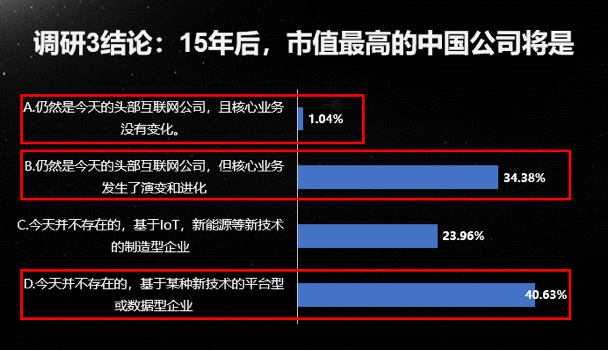 调研3结论：15年后，市值最高的中国公司将是
A.仍然是今天的头部互联网公司，且核心业务
没有变化。
1.04%
B.仍然是今天的头部互联网公司，但核心业务
发生了演变和进化
34.38%
C.今天并不存在的，基于IoT，新能源等新技术
的制造型企业
23.96%
D.今天并不存在的，基于某种新技术的平台型
或数据型企业
40.63%